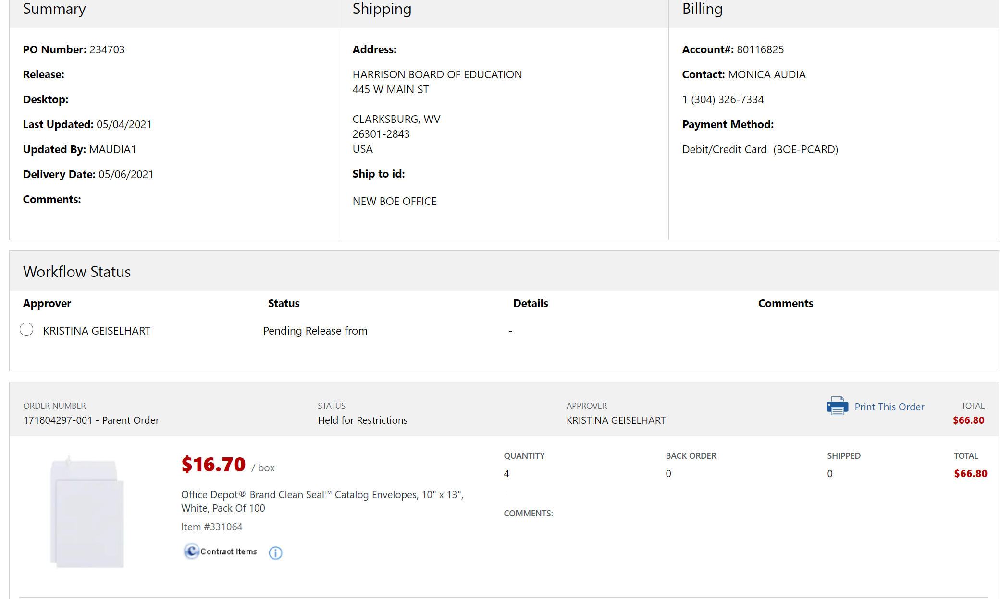 Summary
PO Number: 234703
Release:
Desktop:
Last Updated: 05/04/2021
Updated By: MAUDIA1
Delivery Date: 05/06/2021
Comments:
Shipping
Address:
HARRISON BOARD OF EDUCATION
445 W MAIN ST
CLARKSBURG, WV
26301-2843
USA
Ship to id:
NEW BOE OFFICE
Billing
Account#: 80116825
Contact: MONICA AUDIA
1 (304) 326-7334
Payment Method:
Debit/Credit Card (BOE-PCARD)
Workflow Status
Approver Status Details Comments
KRISTINA GEISELHART Pending Release from -
ORDER NUMBER
171804297-001 - Parent Order
STATUS
Held for Restrictions
APPROVER
KRISTINA GEISELHART
Print This Order
TOTAL
$66.80
$16.70 / box
Office Depot® Brand Clean Seal™ Catalog Envelopes, 10" x 13",
White, Pack Of 100
Item #331064
Contract Items
QUANTITY
4
BACK ORDER
0
SHIPPED
0
TOTAL
$66.80
COMMENTS: